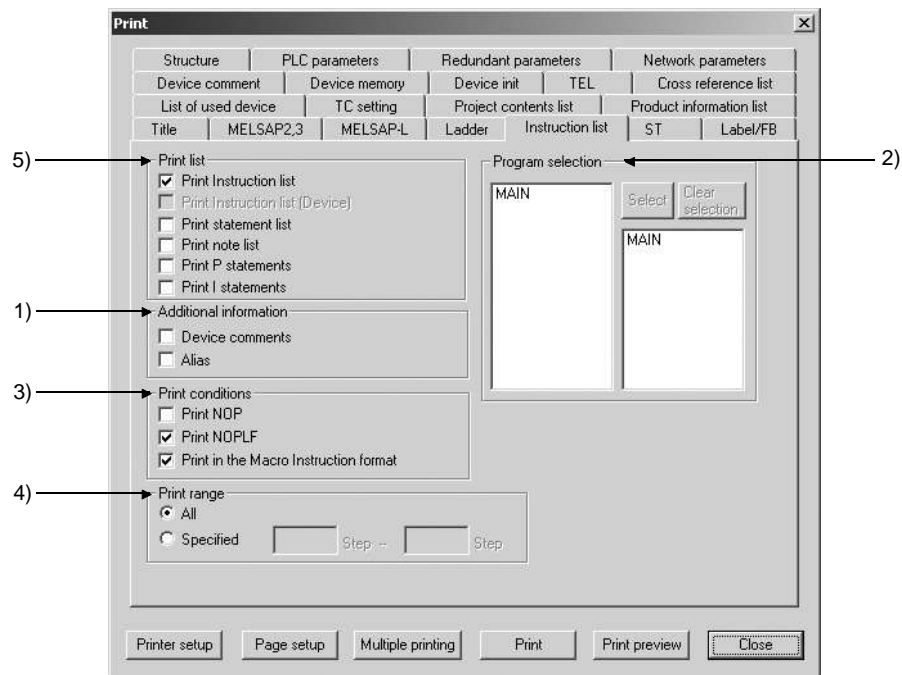 Print
Structure PLC parameters Redundant parameters Network parameters
Device comment Device memory Device init TEL Cross reference list
List of used device TC setting Project contents list Product information list
Title MELSAP2,3 MELSAP-L Ladder Instruction list ST Label/FB
5) Print list
Print Instruction list
Print Instruction list (Device)
Print statement list
Print note list
Print P statements
Print I statements
Program selection 2)
MAIN
Select Clear selection
MAIN
1) Additional information
Device comments
Alias
3) Print conditions
Print NOP
Print NOPLF
Print in the Macro Instruction format
4) Print range
All
Specified Step -- Step
Printer setup Page setup Multiple printing Print Print preview Close